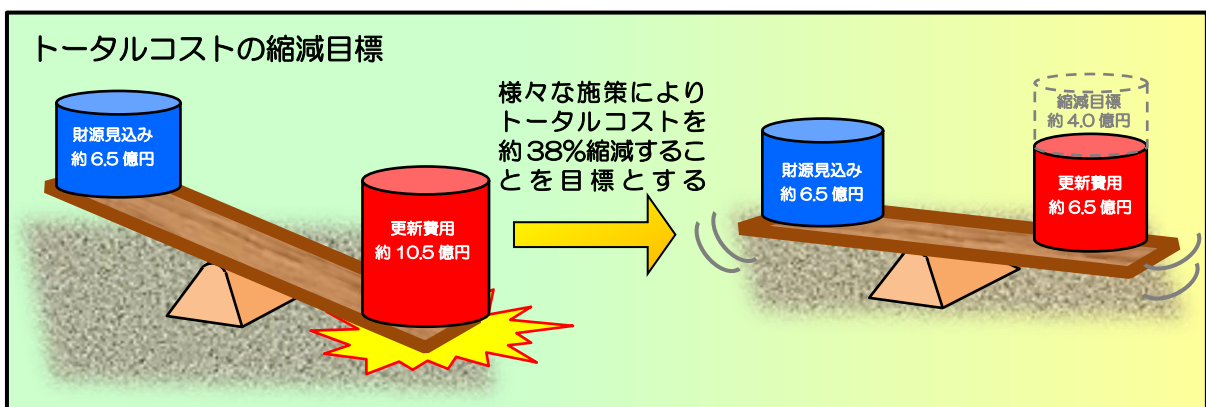 トータルコストの縮減目標
財源見込み
約 6.5 億円
更新費用
約 10.5 億円
様々な施策により
トータルコストを
約 38%縮減するこ
とを目標とする
縮減目標
約 4.0 億円
財源見込み
約 6.5 億円
更新費用
約 6.5 億円